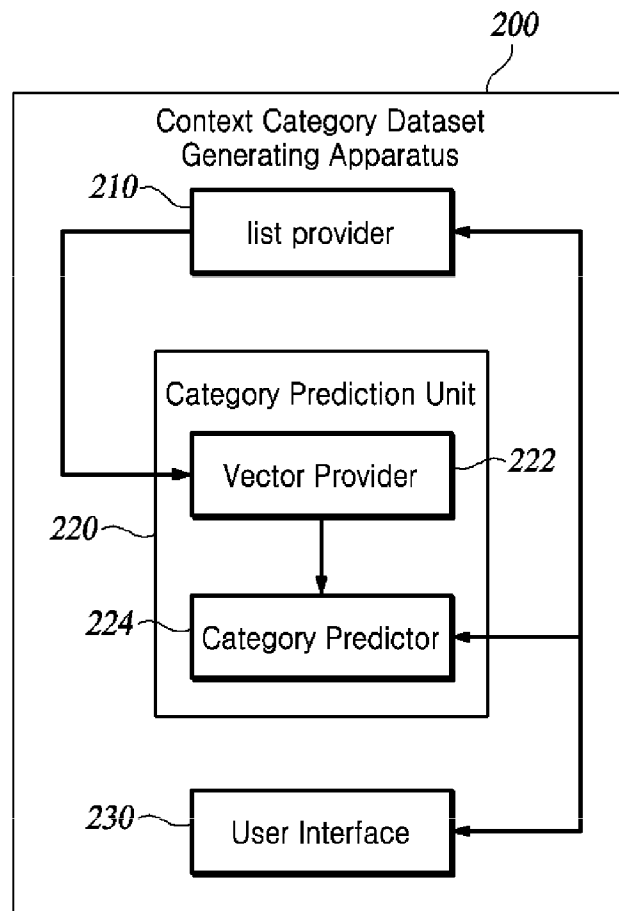 200
Context Category Dataset
Generating Apparatus
210
list provider
Category Prediction Unit
Vector Provider
222
220
224
Category Predictor
230
User Interface